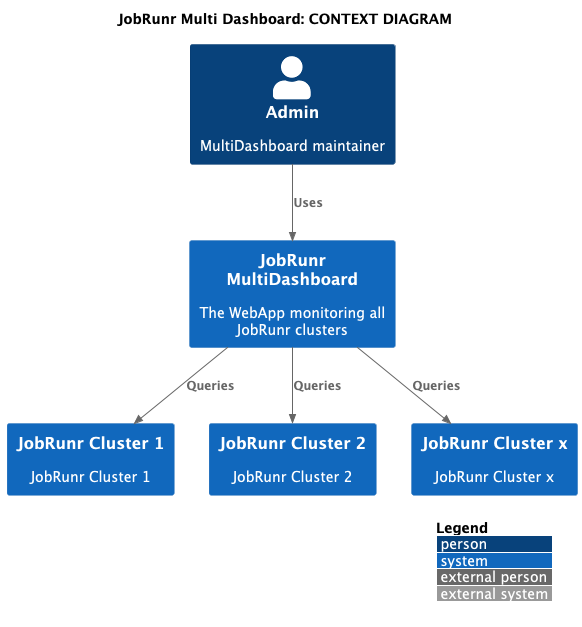 JobRunr Multi Dashboard: CONTEXT DIAGRAM
Admin
MultiDashboard maintainer
Uses
JobRunr
MultiDashboard
The WebApp monitoring all
JobRunr clusters
Queries
Queries
Queries
JobRunr Cluster 1
JobRunr Cluster 1
JobRunr Cluster 2
JobRunr Cluster 2
JobRunr Cluster x
JobRunr Cluster x
Legend
person
system
external person
external system